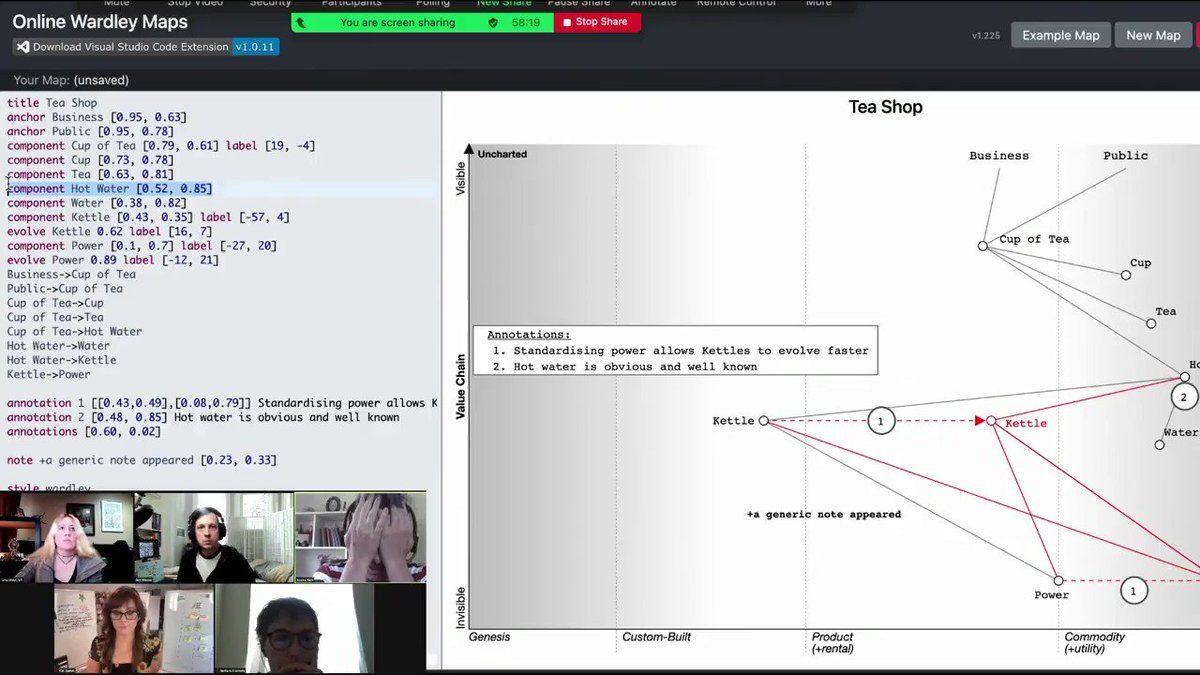 Mute Stop Video Security Participants Polling New Share Pause Share Annotate Remote Control More
You are screen sharing 58:19 Stop Share
Online Wardley Maps
Download Visual Studio Code Extension v1.0.11
v1.225 Example Map New Map
Your Map: (unsaved)
title Tea Shop
anchor Business [0.95, 0.63]
anchor Public [0.95, 0.78]
component Cup of Tea [0.79, 0.61] label [19, -4]
component Cup [0.73, 0.78]
component Tea [0.63, 0.81]
component Hot Water [0.52, 0.85]
component Water [0.38, 0.82]
component Kettle [0.43, 0.35] label [-57, 4]
evolve Kettle 0.62 label [16, 7]
component Power [0.1, 0.7] label [-27, 20]
evolve Power 0.89 label [-12, 21]
Business->Cup of Tea
Public->Cup of Tea
Cup of Tea->Cup
Cup of Tea->Tea
Cup of Tea->Hot Water
Hot Water->Water
Hot Water->Kettle
Kettle->Power
annotation 1 [[0.43,0.49],[0.08,0.79]] Standardising power allows K
annotation 2 [0.48, 0.85] Hot water is obvious and well known
annotations [0.60, 0.02]
note +a generic note appeared [0.23, 0.33]
style wardley
Tea Shop
Uncharted
Visible
Business
Public
Cup of Tea
Cup
Tea
Annotations:
1. Standardising power allows Kettles to evolve faster
2. Hot water is obvious and well known
Value Chain
Ho
2
Kettle
1
Kettle
Water
+a generic note appeared
Power
1
Invisible
Genesis
Custom-Built
Product
(+rental)
Commodity
(+utility)